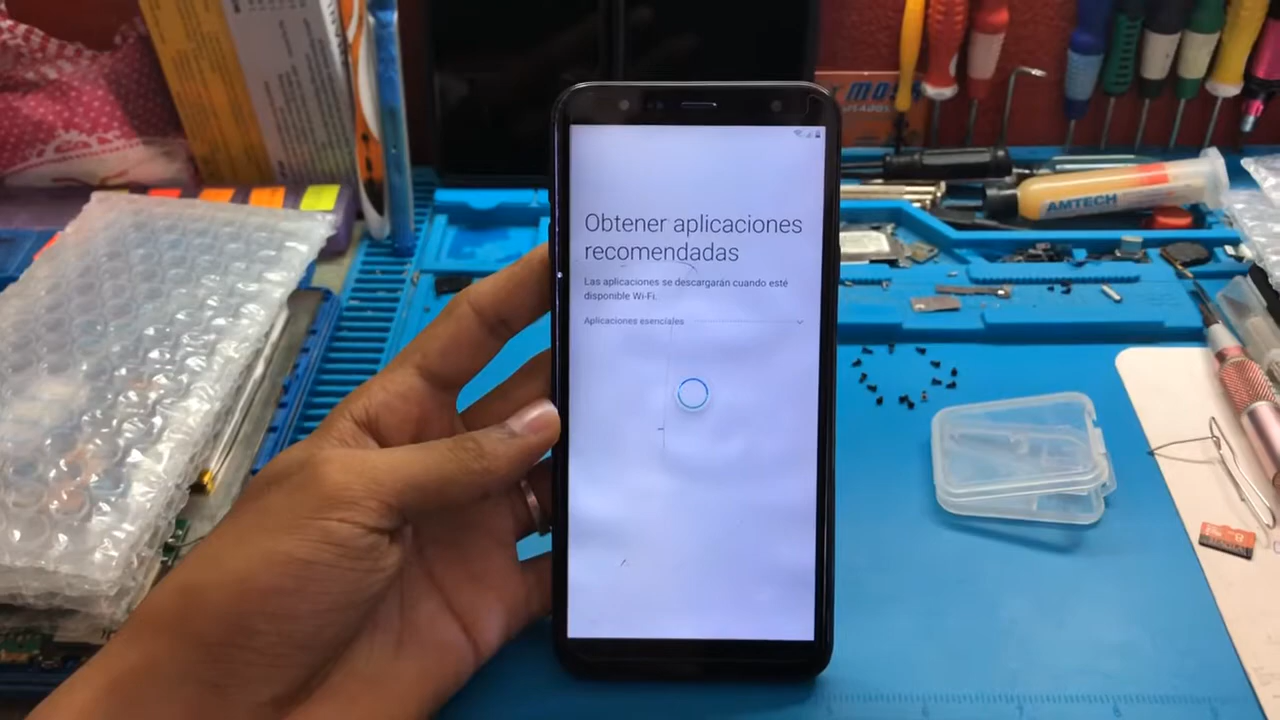 Obtener aplicaciones
recomendadas
Las aplicaciones se descargarán cuando esté
disponible Wi-Fi.
Aplicaciones esenciales
AMTECH